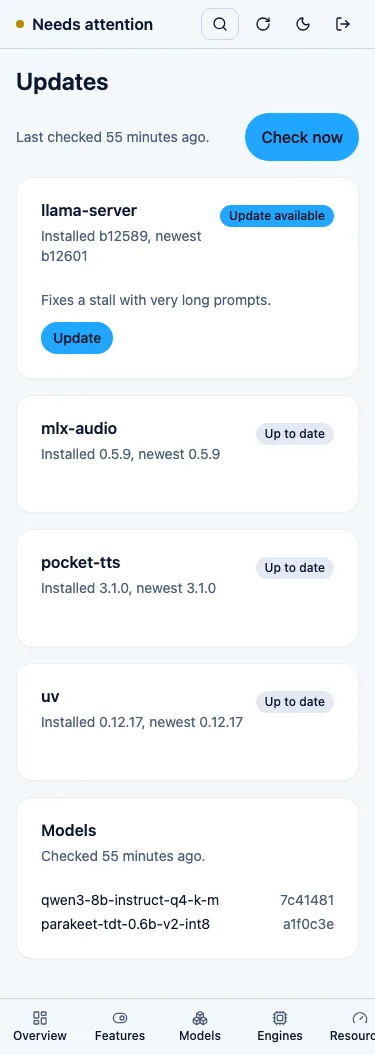 Needs attention
Updates
Last checked 55 minutes ago.
Check now
llama-server
Update available
Installed b12589, newest
b12601
Fixes a stall with very long prompts.
Update
mlx-audio
Up to date
Installed 0.5.9, newest 0.5.9
pocket-tts
Up to date
Installed 3.1.0, newest 3.1.0
uv
Up to date
Installed 0.12.17, newest 0.12.17
Models
Checked 55 minutes ago.
qwen3-8b-instruct-q4-k-m 7c41481
parakeet-tdt-0.6b-v2-int8 a1f0c3e
Overview Features Models Engines Resourc